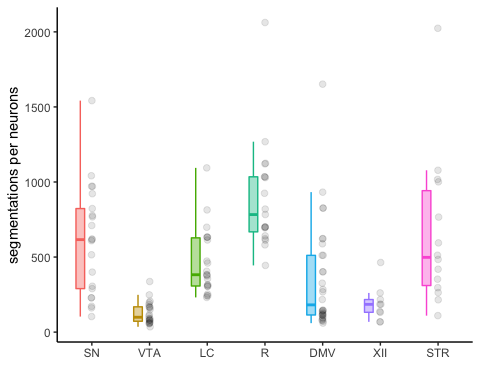 segmentations per neurons
2000
1500
1000
500
0
SN VTA LC R DMV XII STR